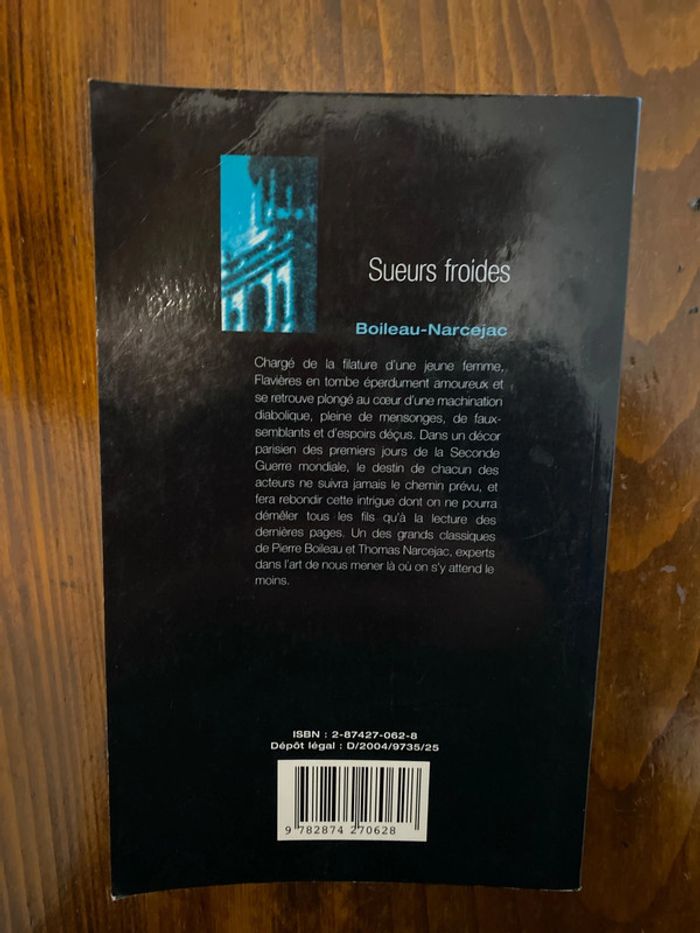 Sueurs froides
Boileau-Narcejac
Chargé de la filature d'une jeune femme,
Flavières en tombe éperdument amoureux et
se retrouve plongé au cœur d'une machination
diabolique, pleine de mensonges, de faux-
semblants et d'espoirs déçus. Dans un décor
parisien des premiers jours de la Seconde
Guerre mondiale, le destin de chacun des
acteurs ne suivra jamais le chemin prévu, et
fera rebondir cette intrigue dont on ne pourra
démêler tous les fils qu'à la lecture des
dernières pages. Un des grands classiques
de Pierre Boileau et Thomas Narcejac, experts
dans l'art de nous mener là où on s'y attend le
moins.
ISBN : 2-87427-062-8
Dépôt légal : D/2004/9735/25
9 782874 270628